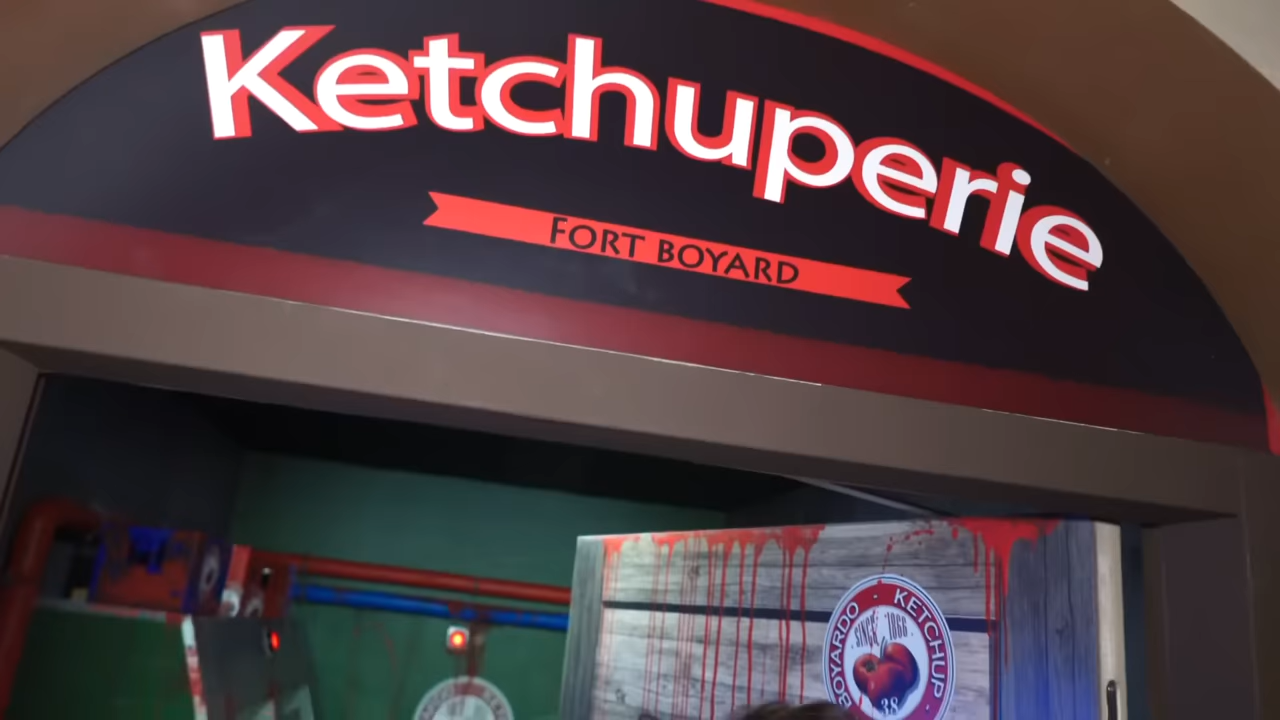 Ketchuperie
FORT BOYARD
BOYARDO · KETCHUP ·
SINCE 1066
38